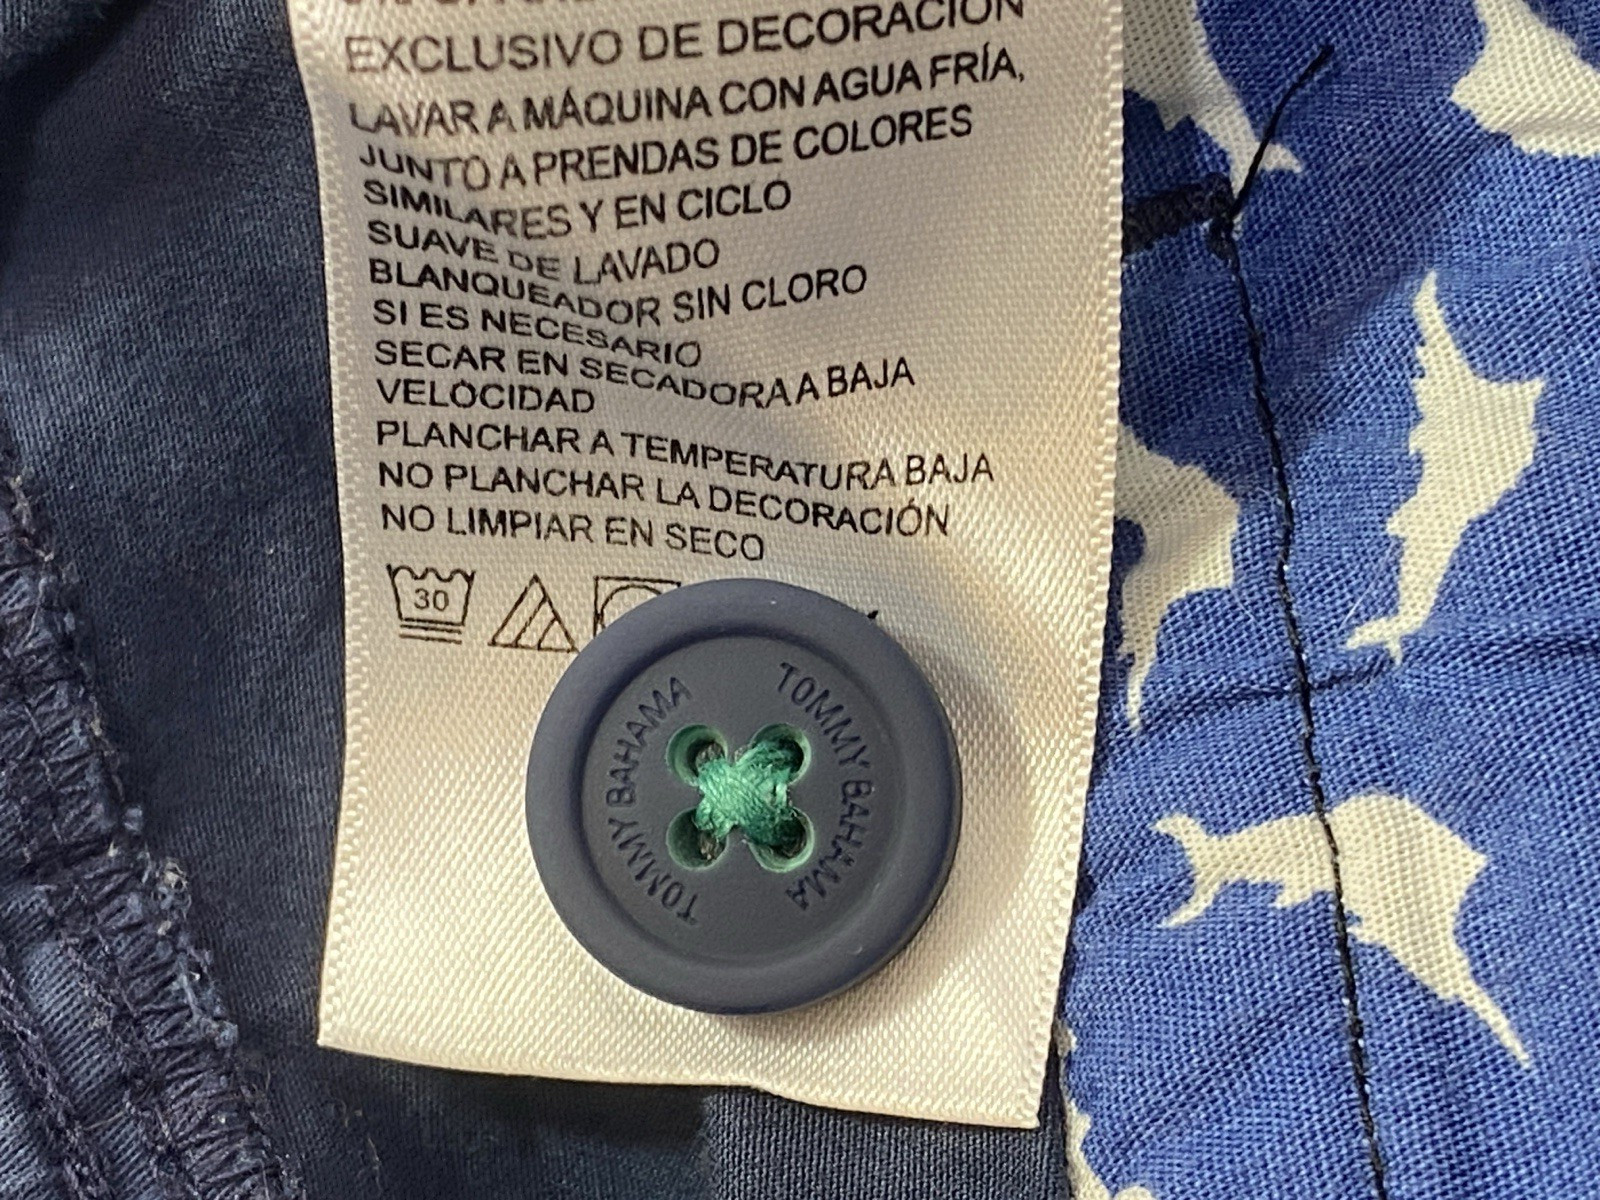 EXCLUSIVO DE DECORACIÓN
LAVAR A MÁQUINA CON AGUA FRÍA,
JUNTO A PRENDAS DE COLORES
SIMILARES Y EN CICLO
SUAVE DE LAVADO
BLANQUEADOR SIN CLORO
SI ES NECESARIO
SECAR EN SECADORA A BAJA
VELOCIDAD
PLANCHAR A TEMPERATURA BAJA
NO PLANCHAR LA DECORACIÓN
NO LIMPIAR EN SECO
30
TOMMY BAHAMA
TOMMY BAHAMA